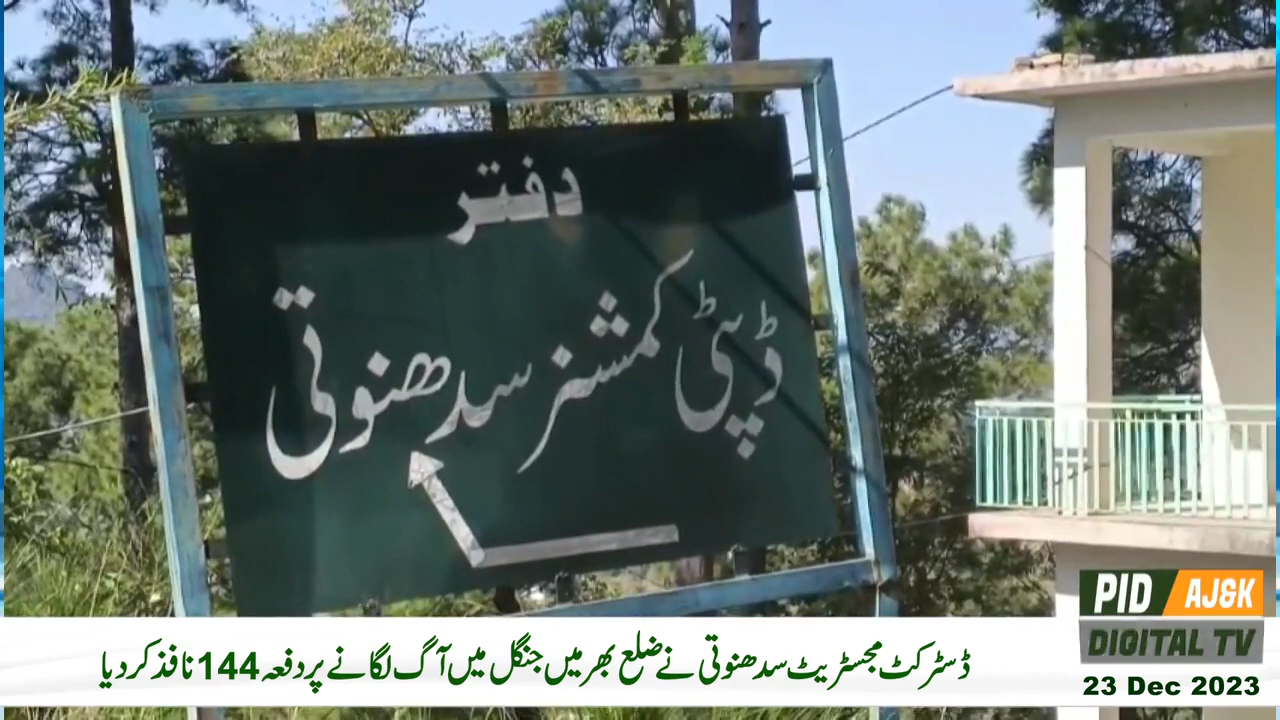 دفتر
ڈپٹی کمشنر سدھنوتی
ڈسٹرکٹ مجسٹریٹ سدھنوتی نے ضلع بھر میں جنگل میں آگ لگانے پر دفعہ 144 نافذ کر دیا
PID AJ&K
DIGITAL TV
23 Dec 2023